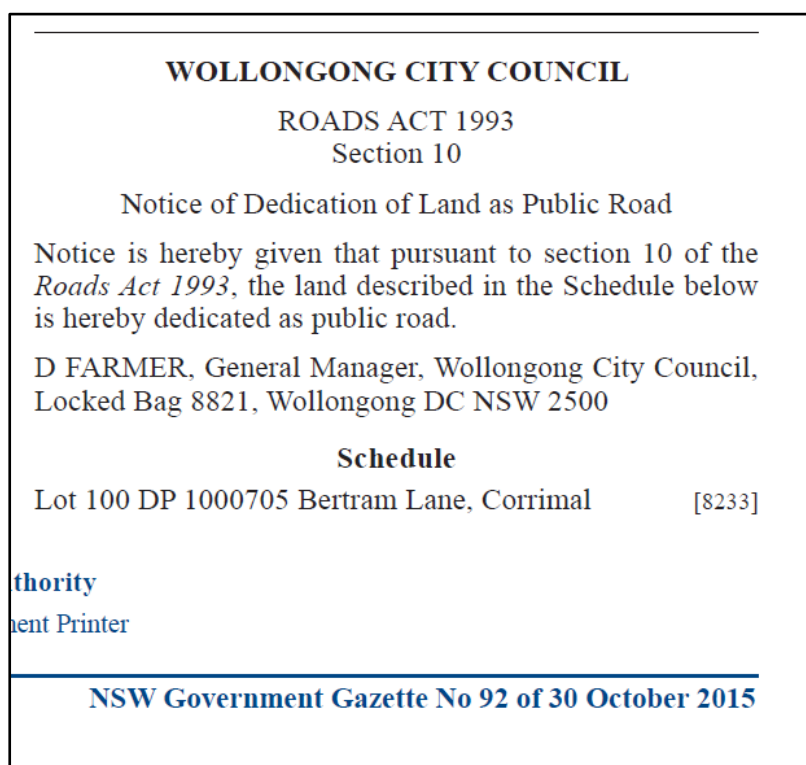 WOLLONGONG CITY COUNCIL
ROADS ACT 1993
Section 10
Notice of Dedication of Land as Public Road
Notice is hereby given that pursuant to section 10 of the
Roads Act 1993, the land described in the Schedule below
is hereby dedicated as public road.
D FARMER, General Manager, Wollongong City Council,
Locked Bag 8821, Wollongong DC NSW 2500
Schedule
Lot 100 DP 1000705 Bertram Lane, Corrimal [8233]
thority
ent Printer
NSW Government Gazette No 92 of 30 October 2015